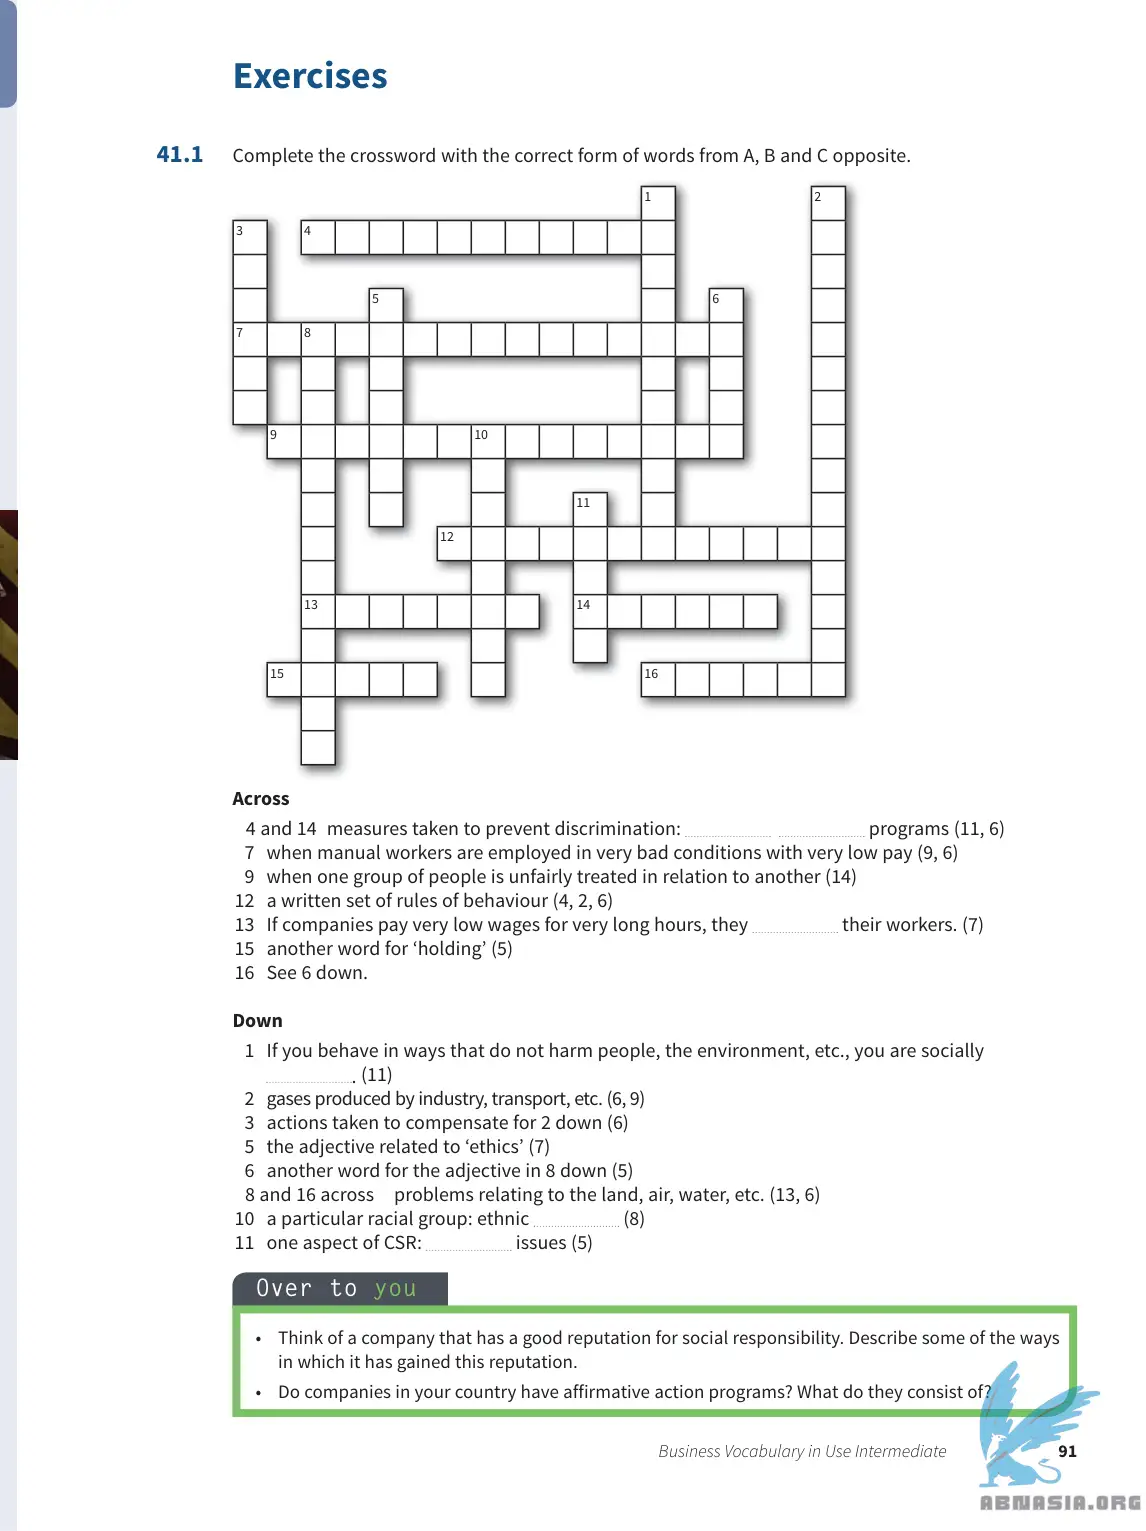 Exercises
41.1 Complete the crossword with the correct form of words from A, B and C opposite.
1 2
3 4
5 6
7 8
9 10
11
12
13 14
15 16
Across
4 and 14 measures taken to prevent discrimination: programs (11, 6)
7 when manual workers are employed in very bad conditions with very low pay (9, 6)
9 when one group of people is unfairly treated in relation to another (14)
12 a written set of rules of behaviour (4, 2, 6)
13 If companies pay very low wages for very long hours, they their workers. (7)
15 another word for ‘holding’ (5)
16 See 6 down.
Down
1 If you behave in ways that do not harm people, the environment, etc., you are socially
. (11)
2 gases produced by industry, transport, etc. (6, 9)
3 actions taken to compensate for 2 down (6)
5 the adjective related to ‘ethics’ (7)
6 another word for the adjective in 8 down (5)
8 and 16 across problems relating to the land, air, water, etc. (13, 6)
10 a particular racial group: ethnic (8)
11 one aspect of CSR: issues (5)
Over to you
• Think of a company that has a good reputation for social responsibility. Describe some of the ways
in which it has gained this reputation.
• Do companies in your country have affirmative action programs? What do they consist of?
Business Vocabulary in Use Intermediate 91
ABNASIA.ORG